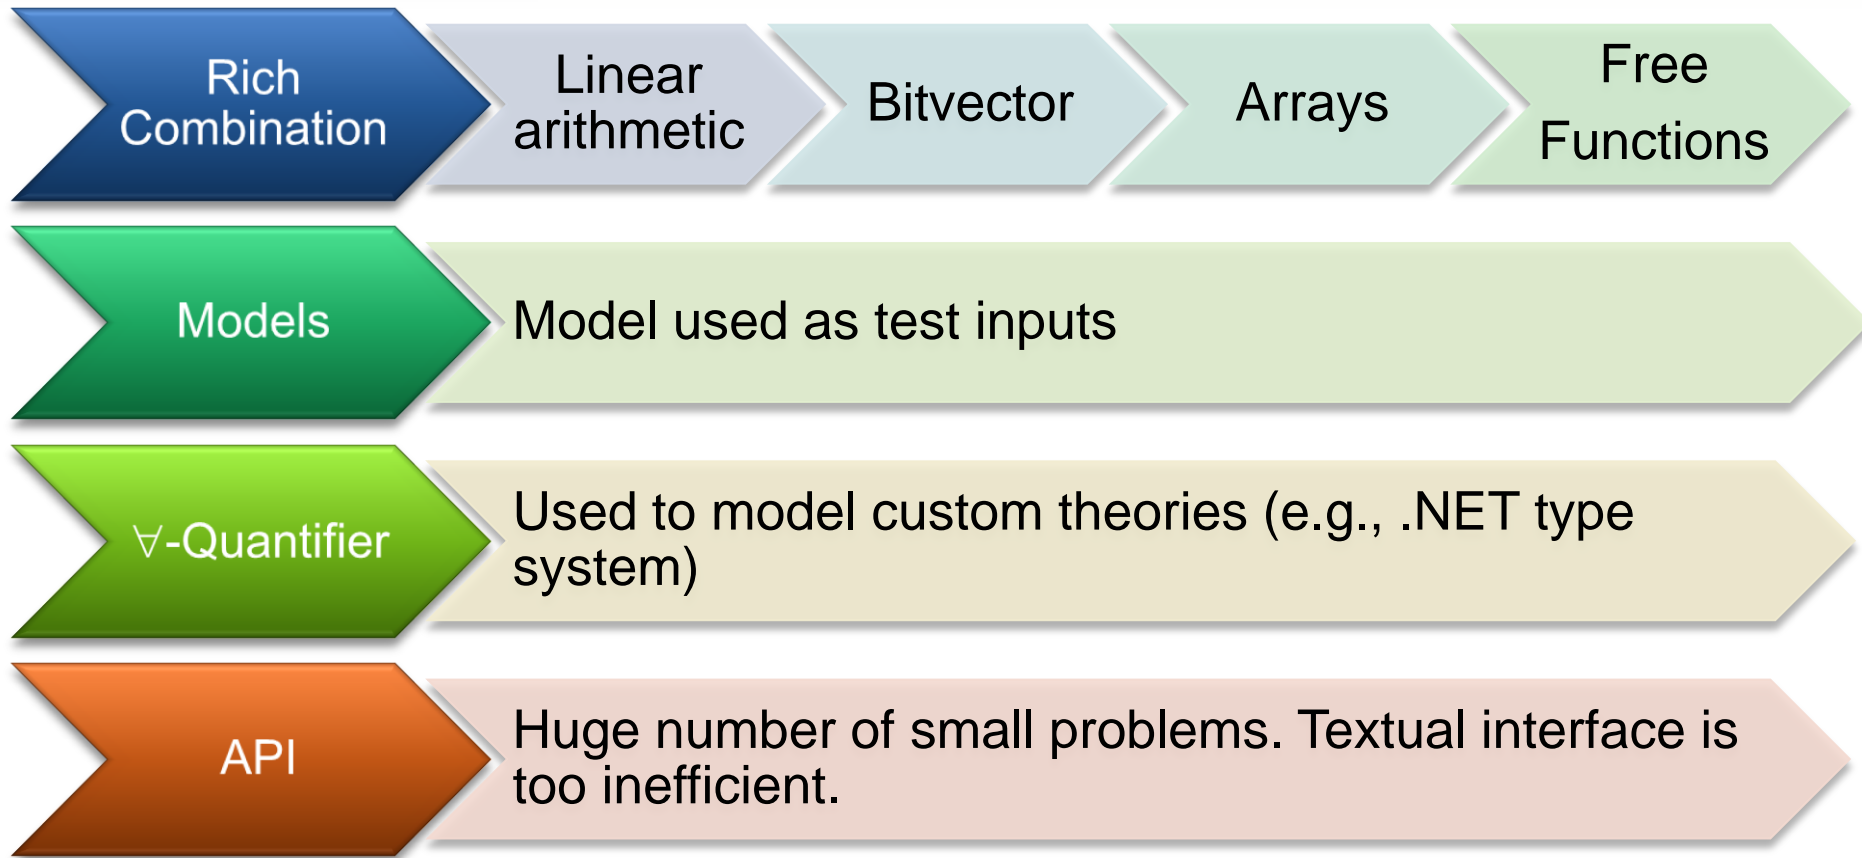 Rich
Combination
Linear
arithmetic
Bitvector
Arrays
Free
Functions
Models
Model used as test inputs
∀-Quantifier
Used to model custom theories (e.g., .NET type
system)
API
Huge number of small problems. Textual interface is
too inefficient.